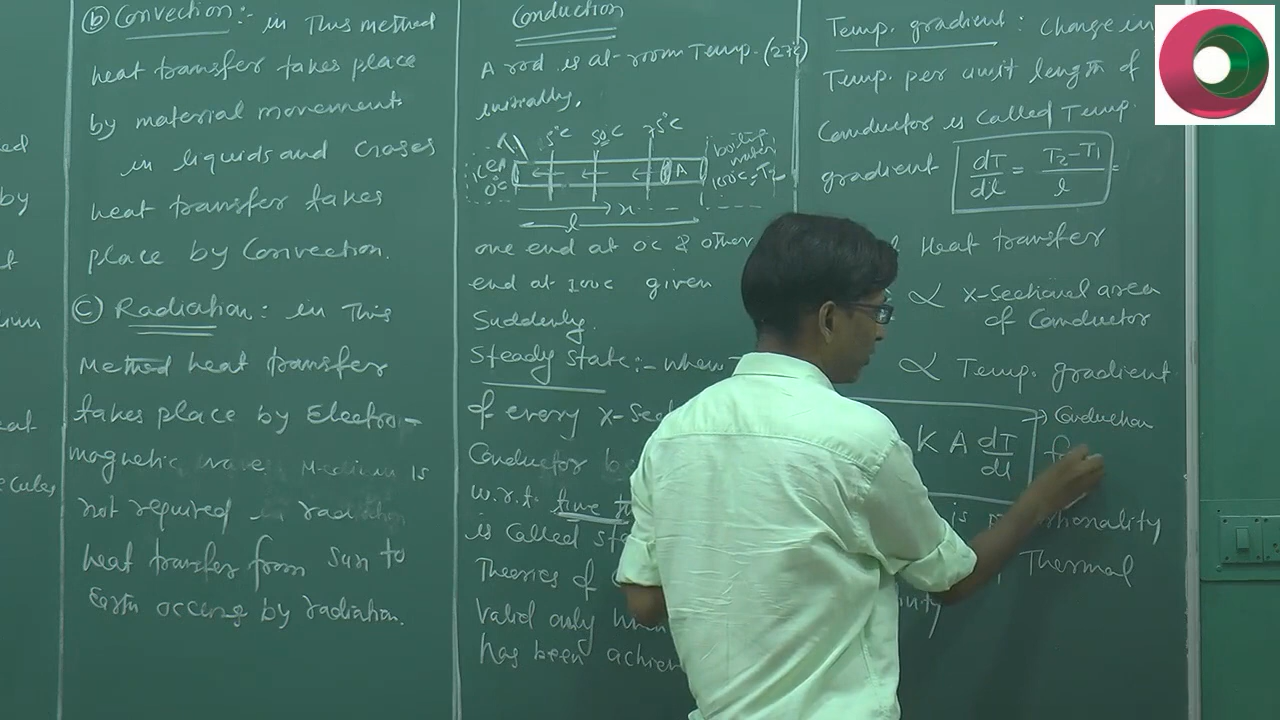 ⓑ Convection:- in This method
heat transfer takes place
by material movement.
in liquids and Gases
heat transfer takes
place by Convection.
ⓒ Radiation: in This
Method heat transfer
takes place by Electro-
magnetic waves Medium is
not required in radiation
heat transfer from Sun to
Earth occurs by radiation.
Conduction
A rod is at room Temp. (27°C)
initially.
5°C 50°C 75°C
ICE 0°C
A
boiling water 100°C = T2
x
l
one end at 0°C & other
end at 100°C given
Suddenly.
Steady State:- when
of every x-Sec
Conductor
w.r.t. time
is Called
Theories of
valid only
has been
Temp. gradient: Change in
Temp. per unit length of
Conductor is called Temp.
gradient dT/dl = T2-T1/l =
Heat transfer
∝ x-Sectional area
of Conductor
∝ Temp. gradient
K A dT/dl → Conduction
is
Thermal